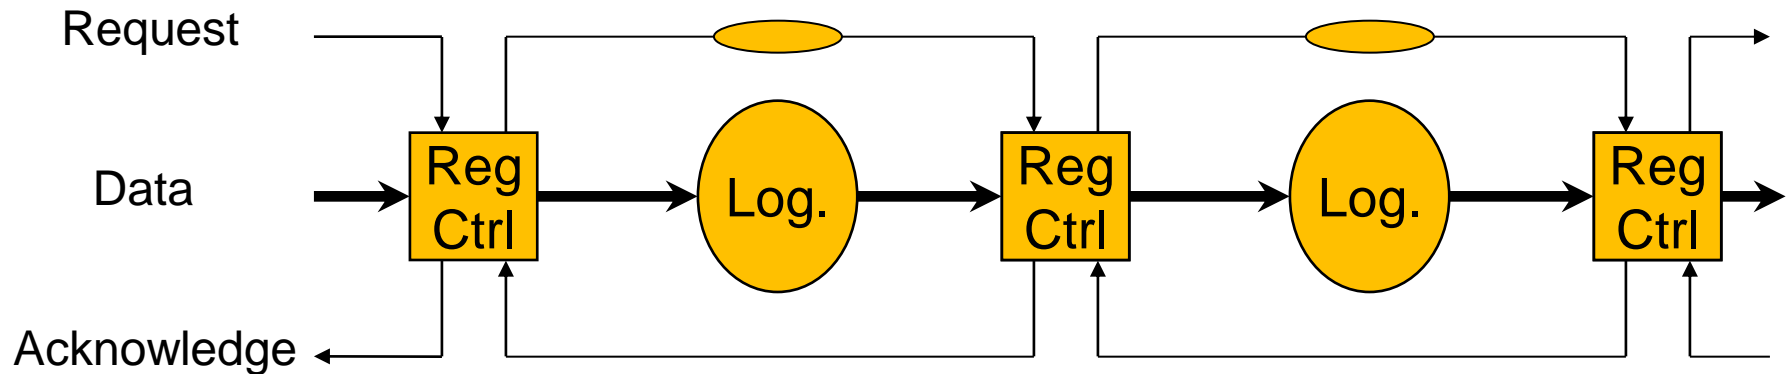 Request
Data
Reg
Ctrl
Log.
Reg
Ctrl
Log.
Reg
Ctrl
Acknowledge